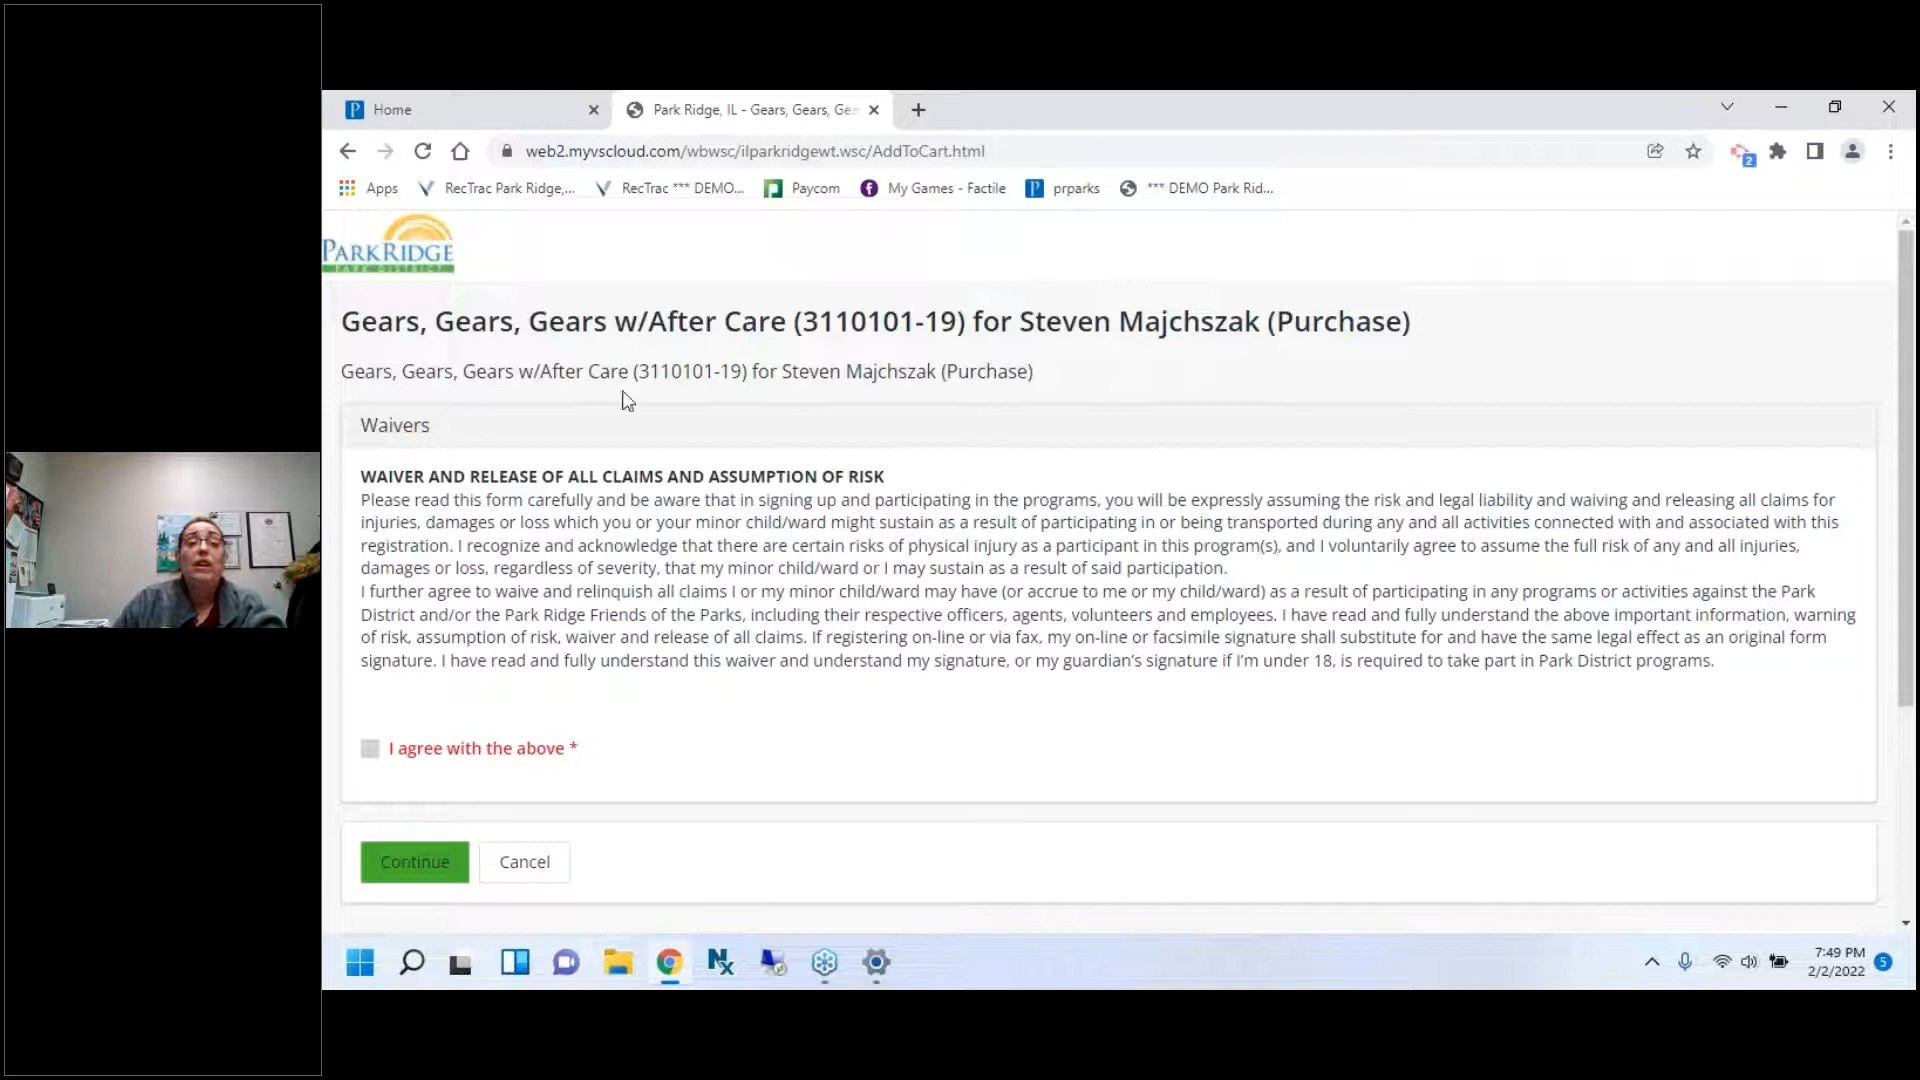 Home
Park Ridge, IL - Gears, Gears, Gea
web2.myvscloud.com/wbwsc/ilparkridgewt.wsc/AddToCart.html
2
Apps
RecTrac Park Ridge,...
RecTrac *** DEMO...
Paycom
My Games - Factile
prparks
*** DEMO Park Rid...
PARKRIDGE
PARK DISTRICT
Gears, Gears, Gears w/After Care (3110101-19) for Steven Majchszak (Purchase)
Gears, Gears, Gears w/After Care (3110101-19) for Steven Majchszak (Purchase)
Waivers
WAIVER AND RELEASE OF ALL CLAIMS AND ASSUMPTION OF RISK
Please read this form carefully and be aware that in signing up and participating in the programs, you will be expressly assuming the risk and legal liability and waiving and releasing all claims for
injuries, damages or loss which you or your minor child/ward might sustain as a result of participating in or being transported during any and all activities connected with and associated with this
registration. I recognize and acknowledge that there are certain risks of physical injury as a participant in this program(s), and I voluntarily agree to assume the full risk of any and all injuries,
damages or loss, regardless of severity, that my minor child/ward or I may sustain as a result of said participation.
I further agree to waive and relinquish all claims I or my minor child/ward may have (or accrue to me or my child/ward) as a result of participating in any programs or activities against the Park
District and/or the Park Ridge Friends of the Parks, including their respective officers, agents, volunteers and employees. I have read and fully understand the above important information, warning
of risk, assumption of risk, waiver and release of all claims. If registering on-line or via fax, my on-line or facsimile signature shall substitute for and have the same legal effect as an original form
signature. I have read and fully understand this waiver and understand my signature, or my guardian's signature if I'm under 18, is required to take part in Park District programs.
I agree with the above *
Continue
Cancel
7:49 PM
2/2/2022
5